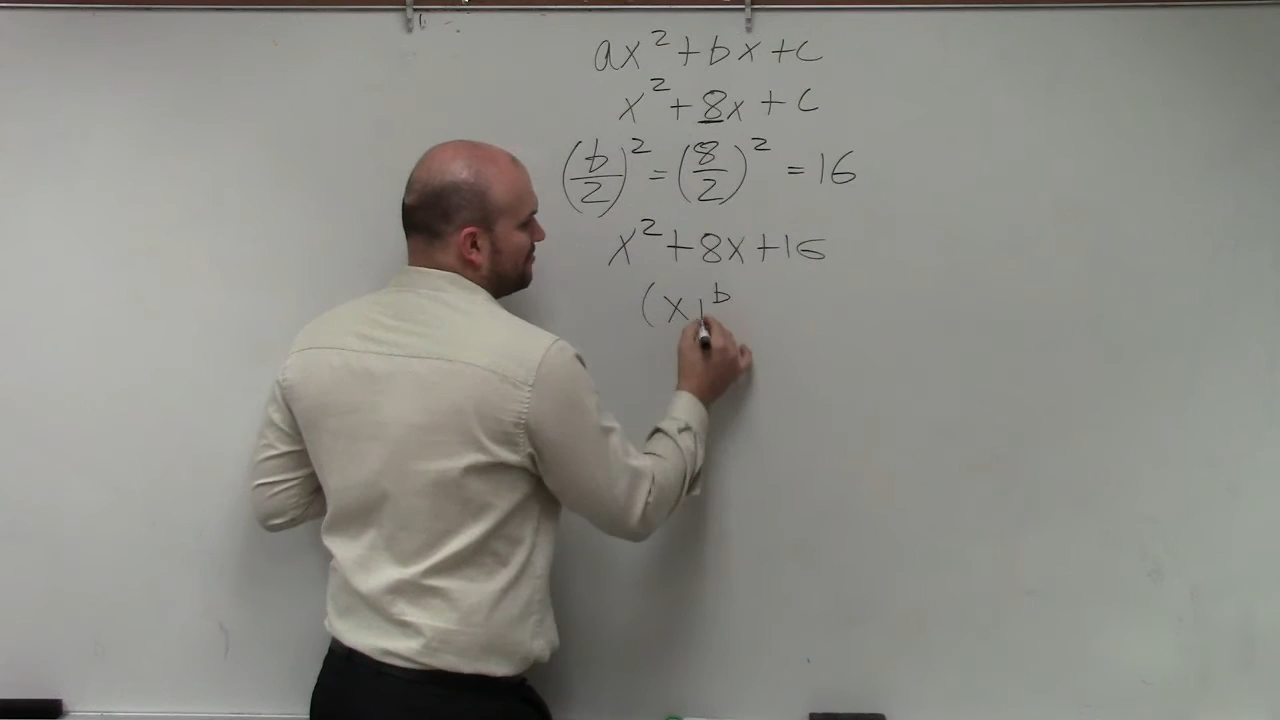 ax² + bx + c
x² + 8x + c
(b/2)² = (8/2)² = 16
x² + 8x + 16
(x b